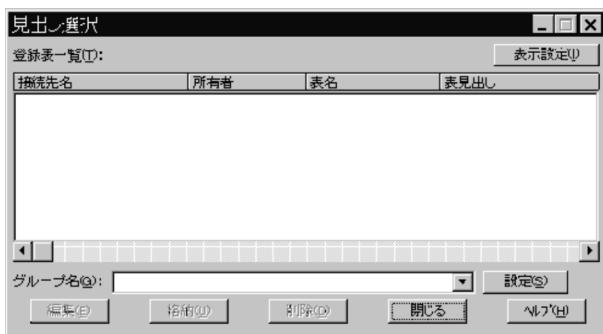 見出し選択
登録表一覧(T):
表示設定(I)
接続先名 所有者 表名 表見出し
グループ名(G): 設定(S)
編集(E) 格納(U) 削除(D) 閉じる ヘルプ(H)